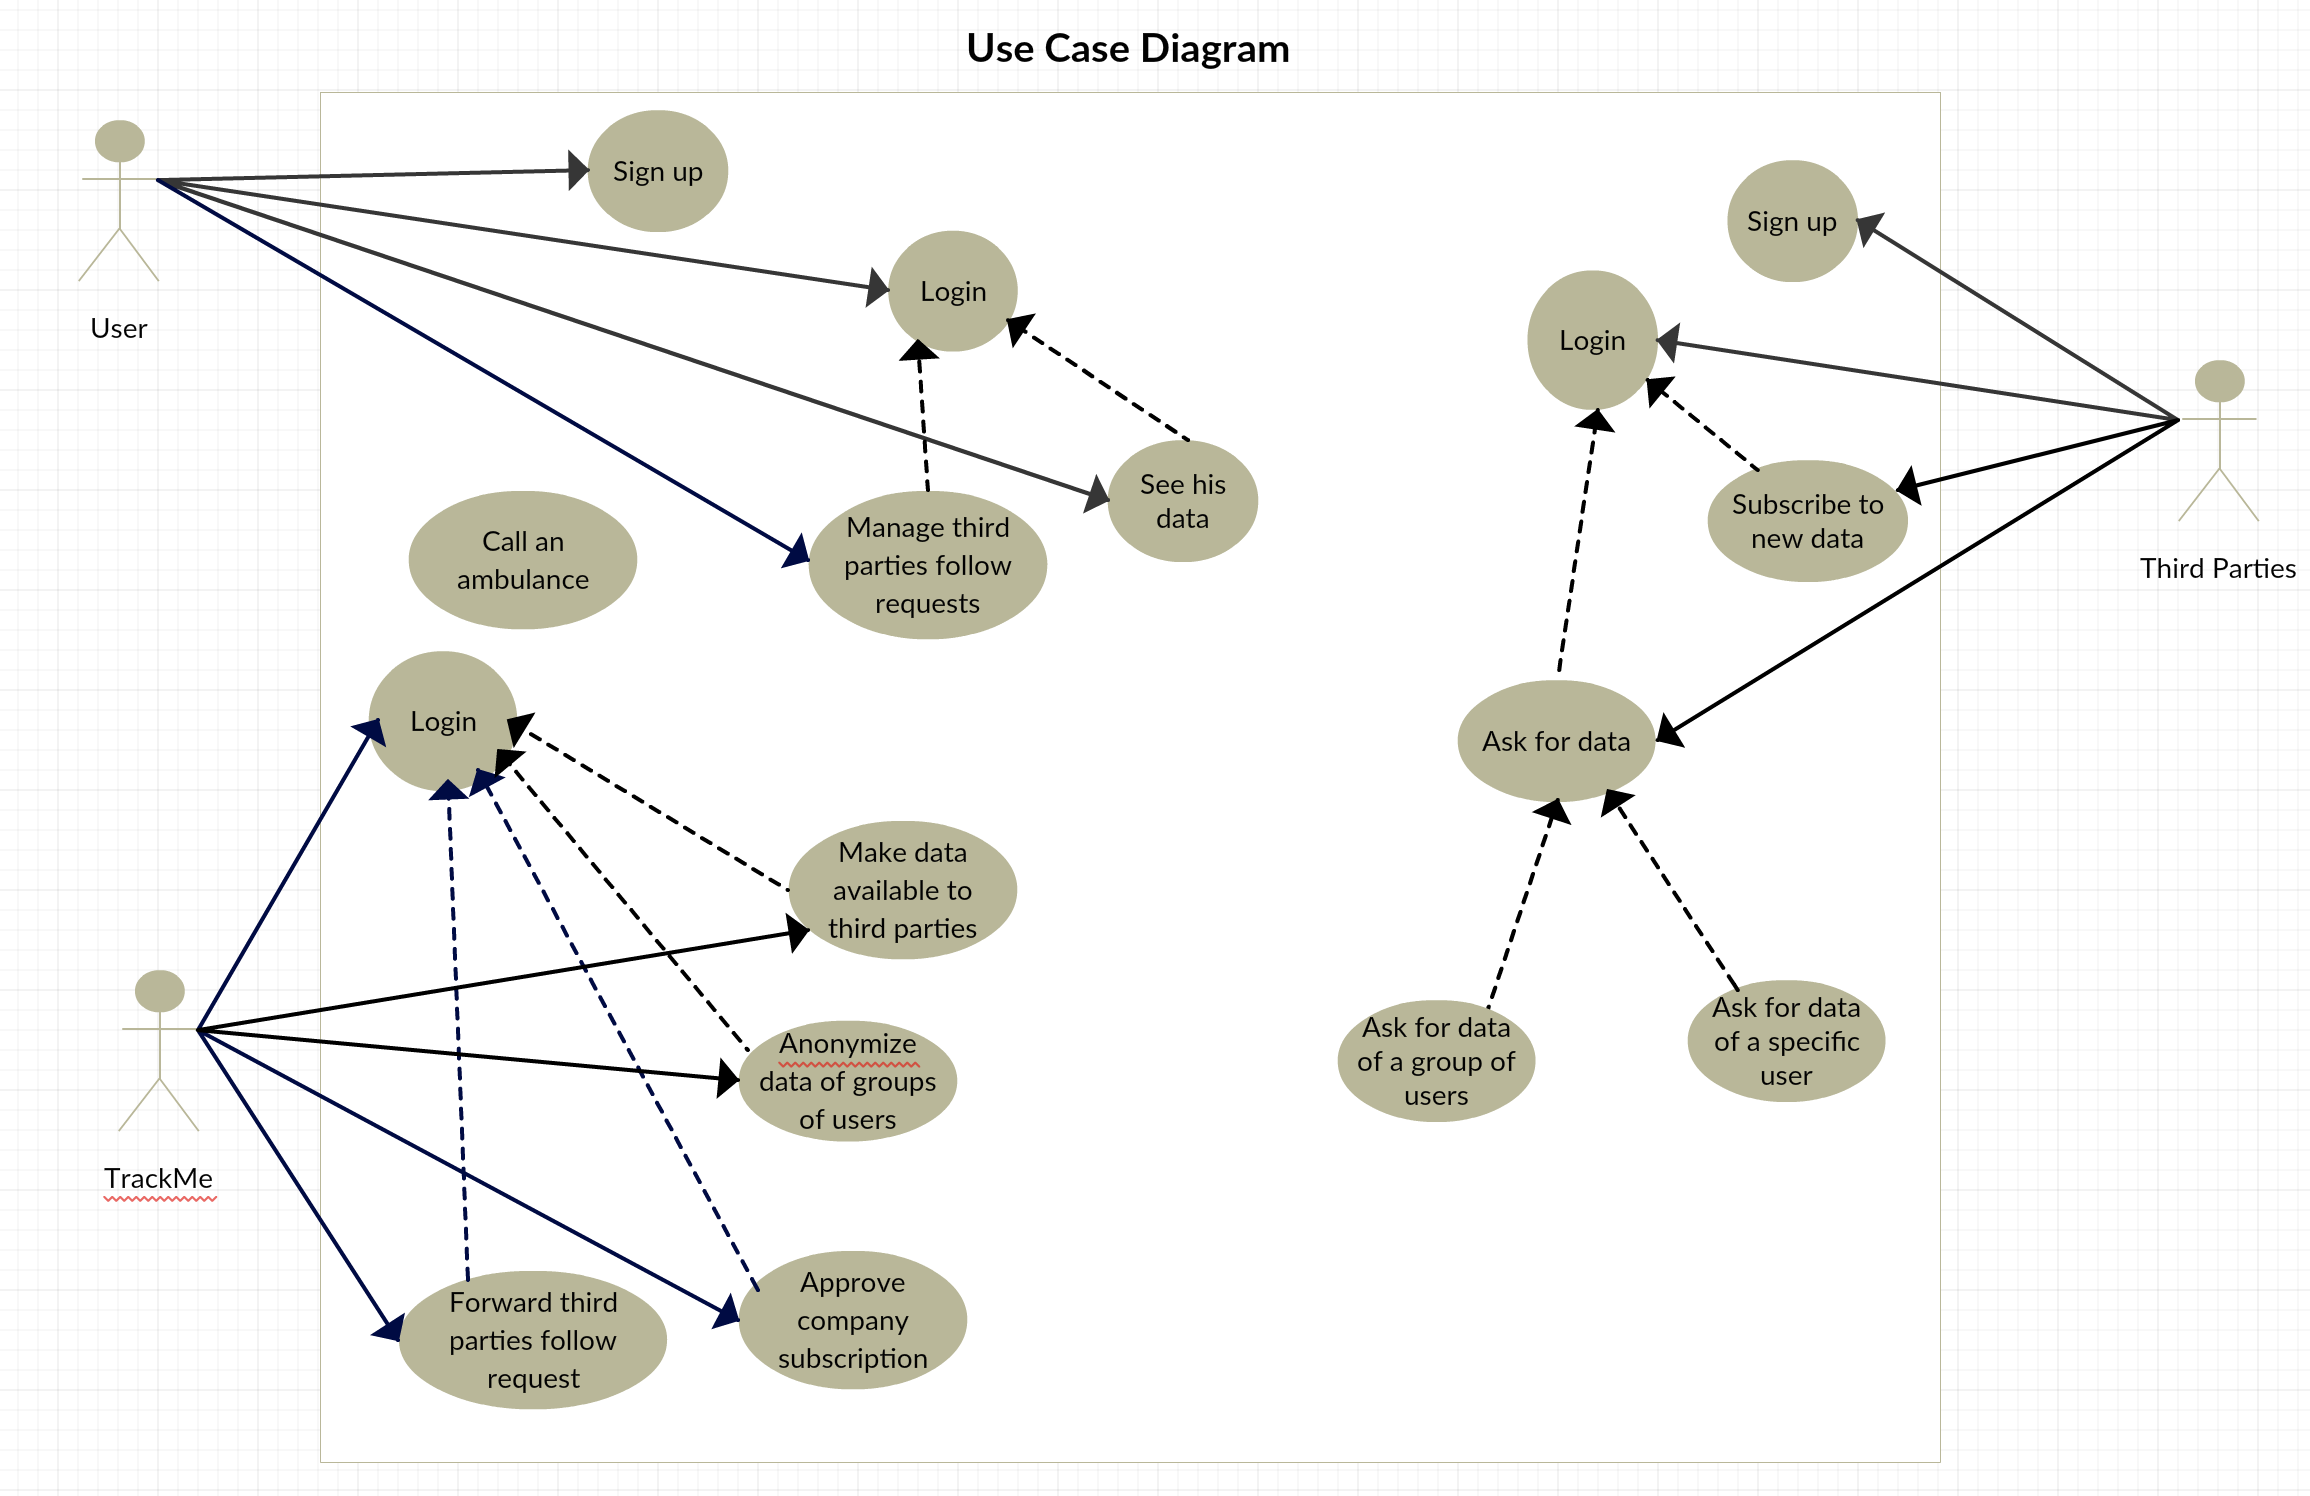 Use Case Diagram
Sign up
Sign up
Login
User
Login
See his
data
Manage third
parties follow
requests
Call an
ambulance
Subscribe to
new data
Third Parties
Login
Ask for data
Make data
available to
third parties
Anonymize
data of groups
of users
Ask for data
of a group of
users
Ask for data
of a specific
user
TrackMe
Forward third
parties follow
request
Approve
company
subscription